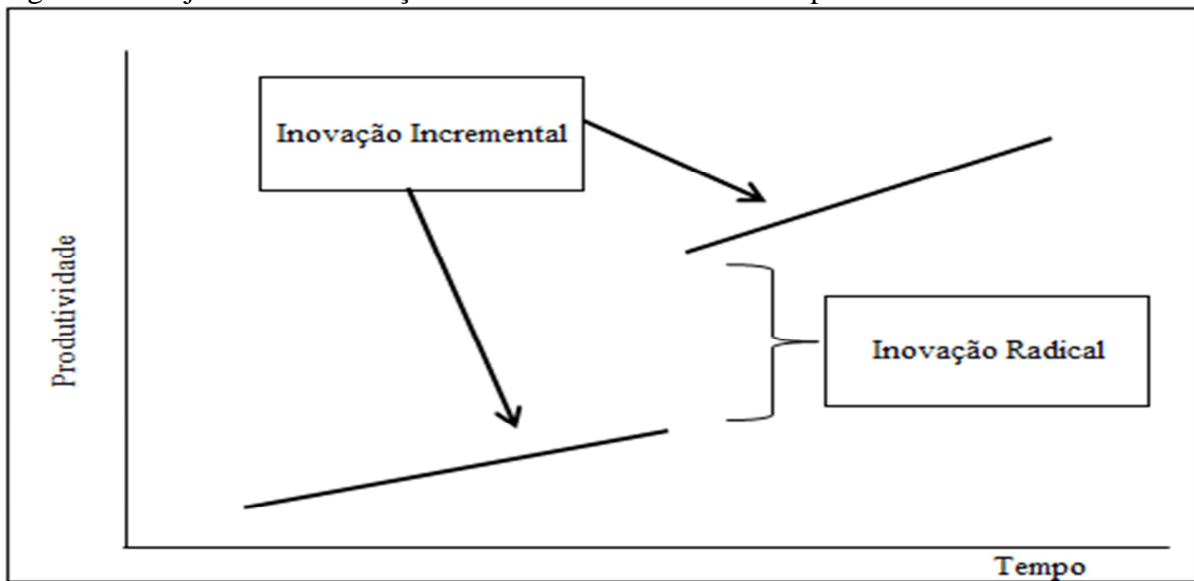 Inovação Incremental
Produtividade
Inovação Radical
Tempo